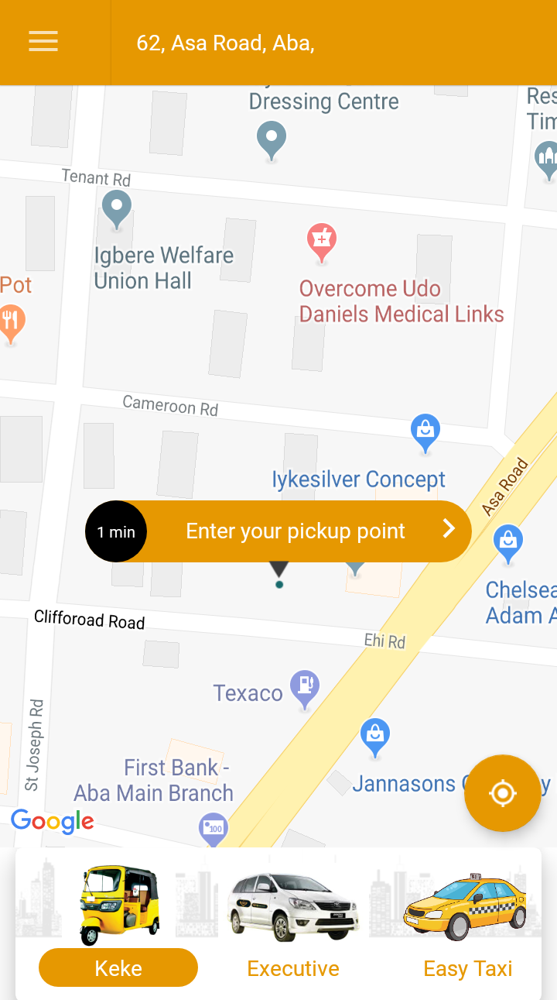 62, Asa Road, Aba,
Dressing Centre
Res
Tim
Tenant Rd
Igbere Welfare
Union Hall
Pot
Overcome Udo
Daniels Medical Links
Cameroon Rd
Iykesilver Concept
Asa Road
1 min
Enter your pickup point
Chelsea
Adam A
Cliffoorad Road
Ehi Rd
Texaco
St Joseph Rd
First Bank -
Aba Main Branch
Jannasons
Google
100
Keke
Executive
Easy Taxi